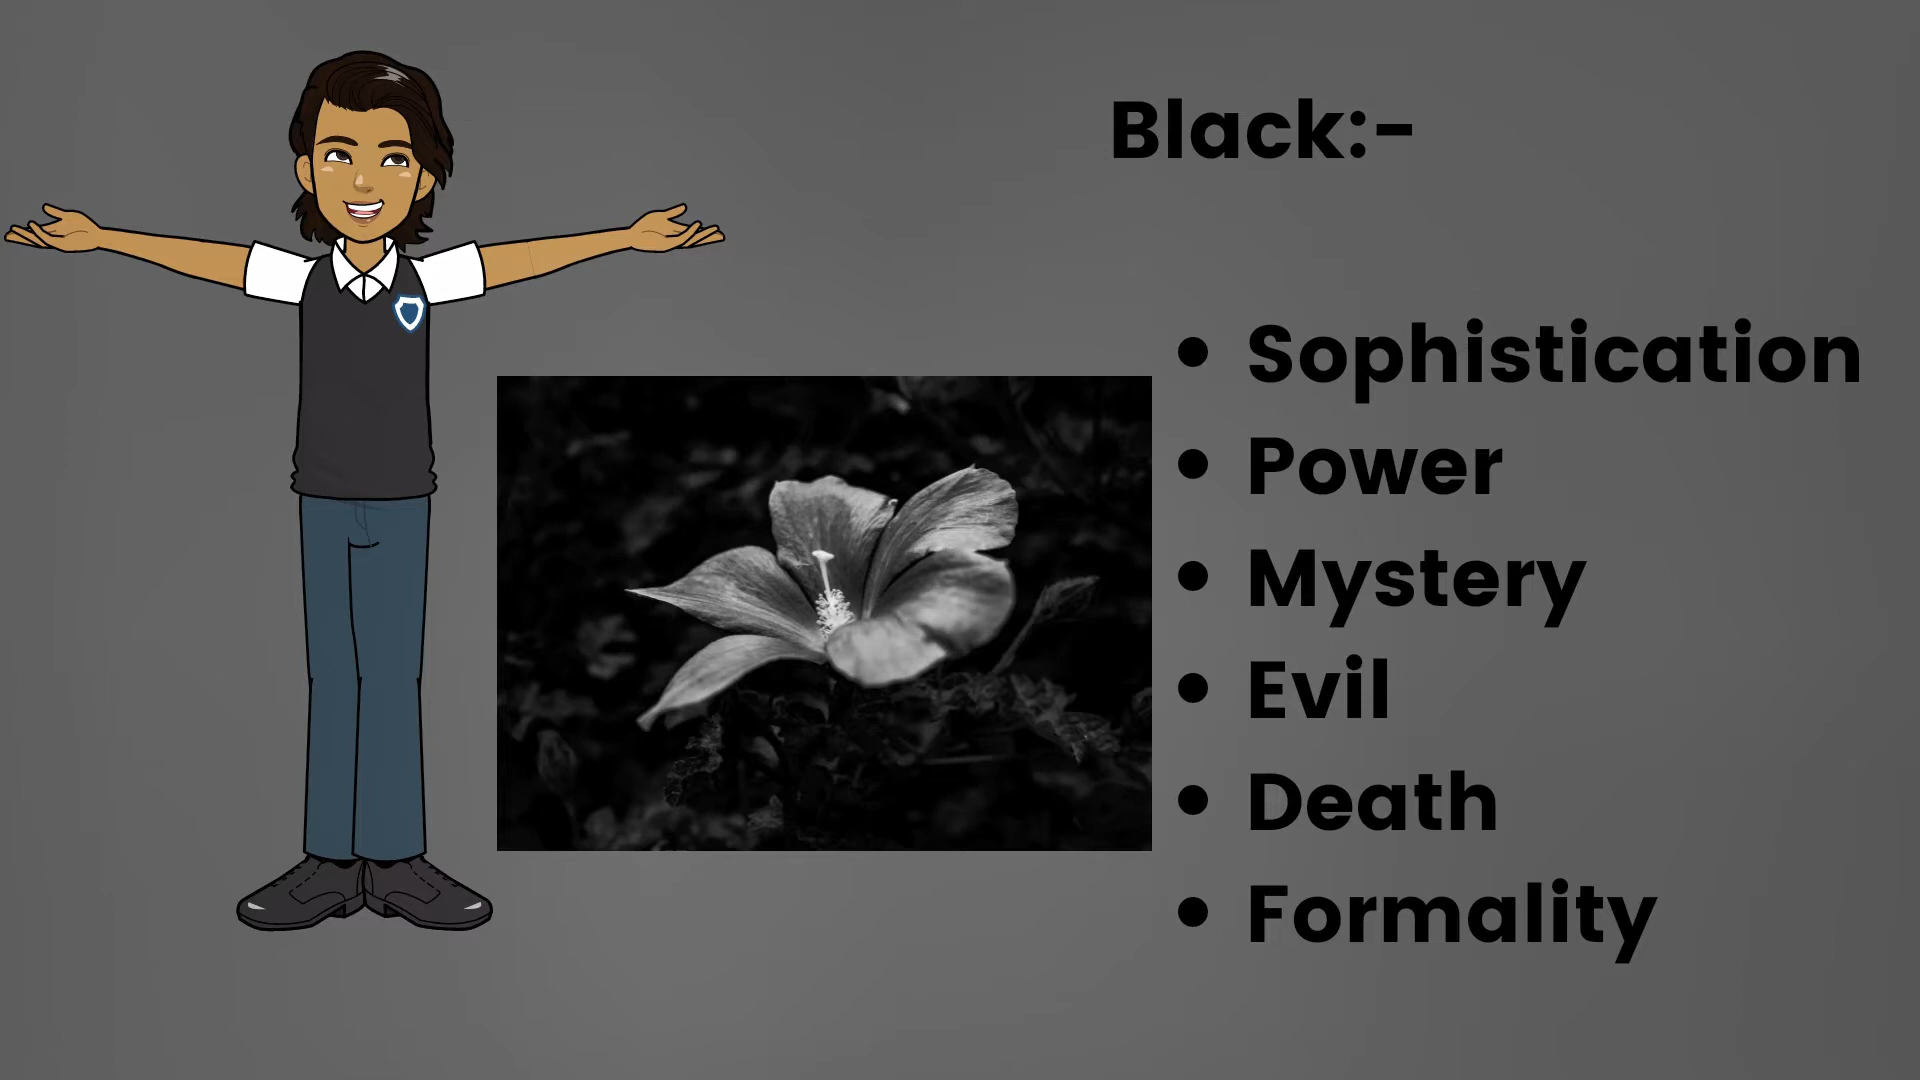 Black:-
• Sophistication
• Power
• Mystery
• Evil
• Death
• Formality